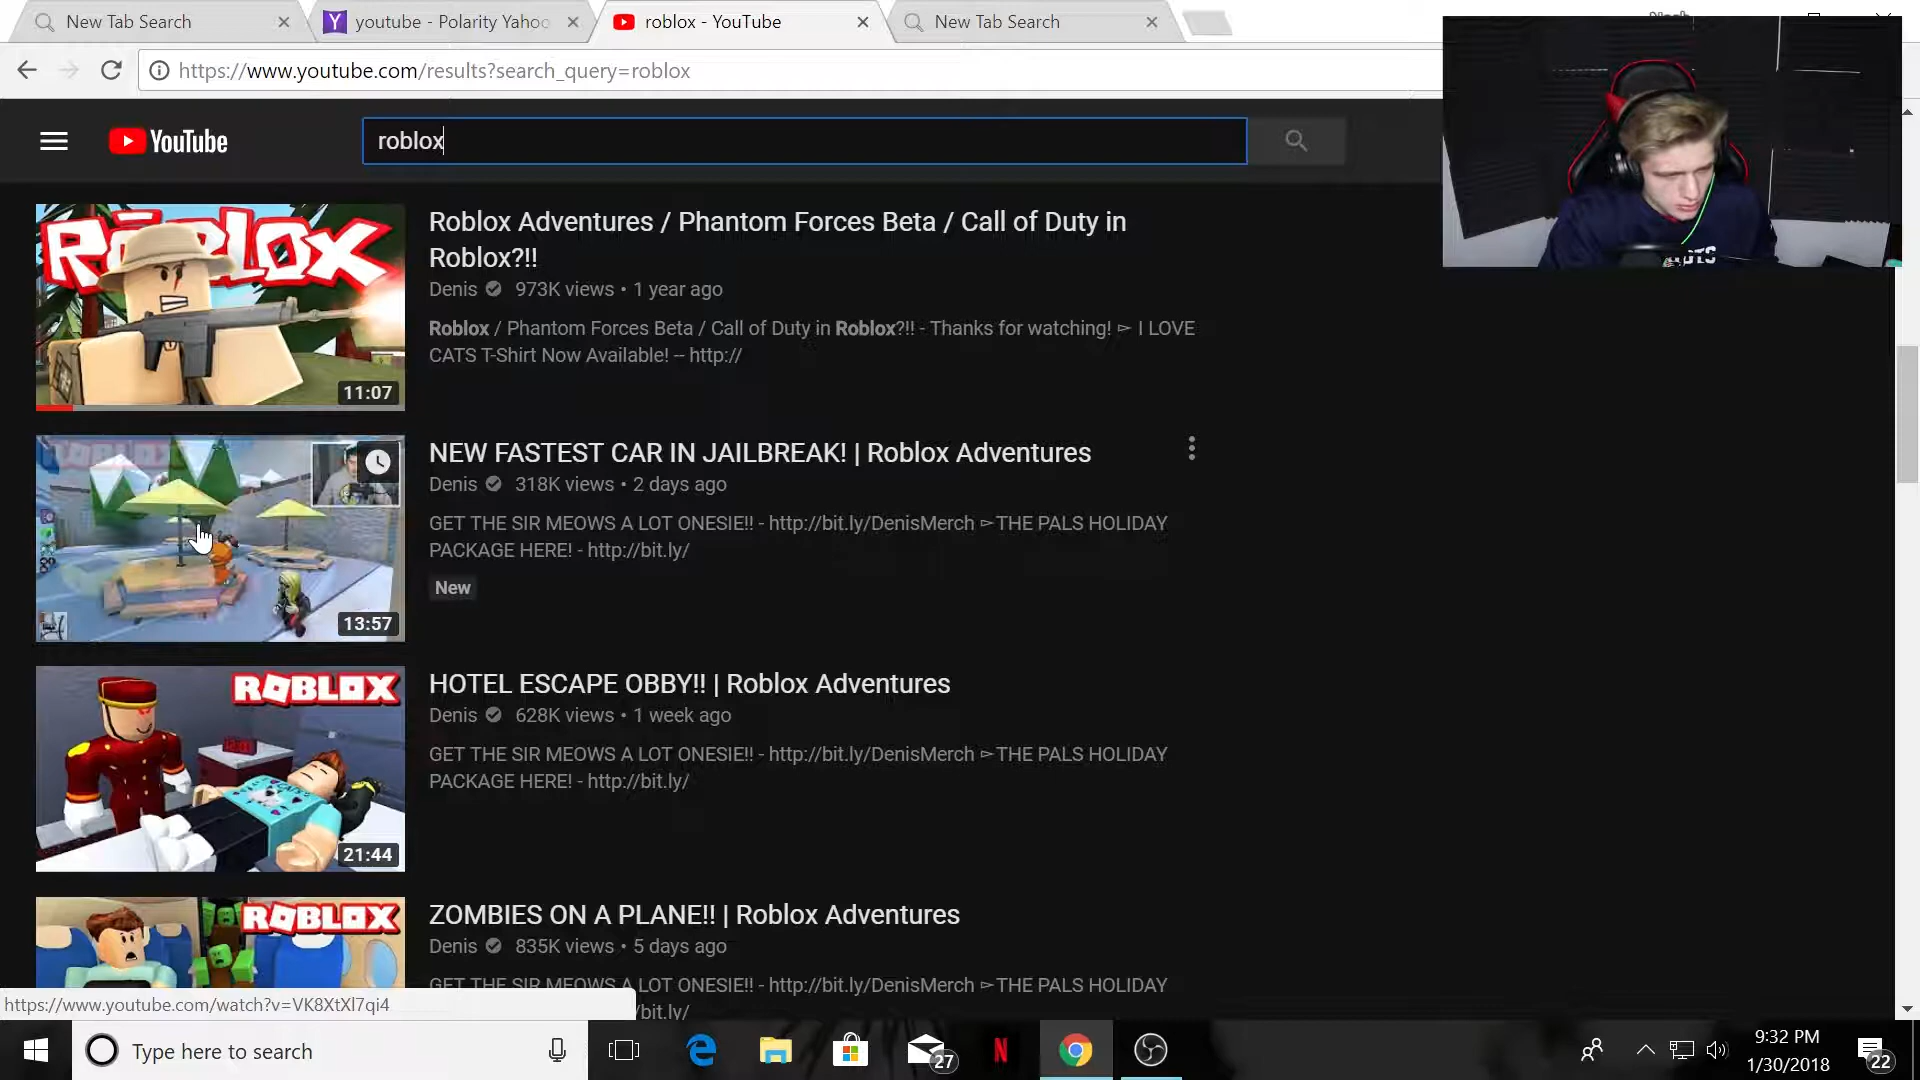 New Tab Search
youtube - Polarity Yahoo
roblox - YouTube
New Tab Search
https://www.youtube.com/results?search_query=roblox
YouTube
roblox
ROBLOX
11:07
Roblox Adventures / Phantom Forces Beta / Call of Duty in
Roblox?!!
Denis 973K views • 1 year ago
Roblox / Phantom Forces Beta / Call of Duty in Roblox?!! - Thanks for watching! ► I LOVE
CATS T-Shirt Now Available! -- http://
13:57
NEW FASTEST CAR IN JAILBREAK! | Roblox Adventures
Denis 318K views • 2 days ago
GET THE SIR MEOWS A LOT ONESIE!! - http://bit.ly/DenisMerch ►THE PALS HOLIDAY
PACKAGE HERE! - http://bit.ly/
New
ROBLOX
21:44
HOTEL ESCAPE OBBY!! | Roblox Adventures
Denis 628K views • 1 week ago
GET THE SIR MEOWS A LOT ONESIE!! - http://bit.ly/DenisMerch ►THE PALS HOLIDAY
PACKAGE HERE! - http://bit.ly/
ROBLOX
ZOMBIES ON A PLANE!! | Roblox Adventures
Denis 835K views • 5 days ago
GET THE SIR MEOWS A LOT ONESIE!! - http://bit.ly/DenisMerch ►THE PALS HOLIDAY
/bit.ly/
https://www.youtube.com/watch?v=VK8XtXl7qi4
Type here to search
27
N
9:32 PM
1/30/2018
22